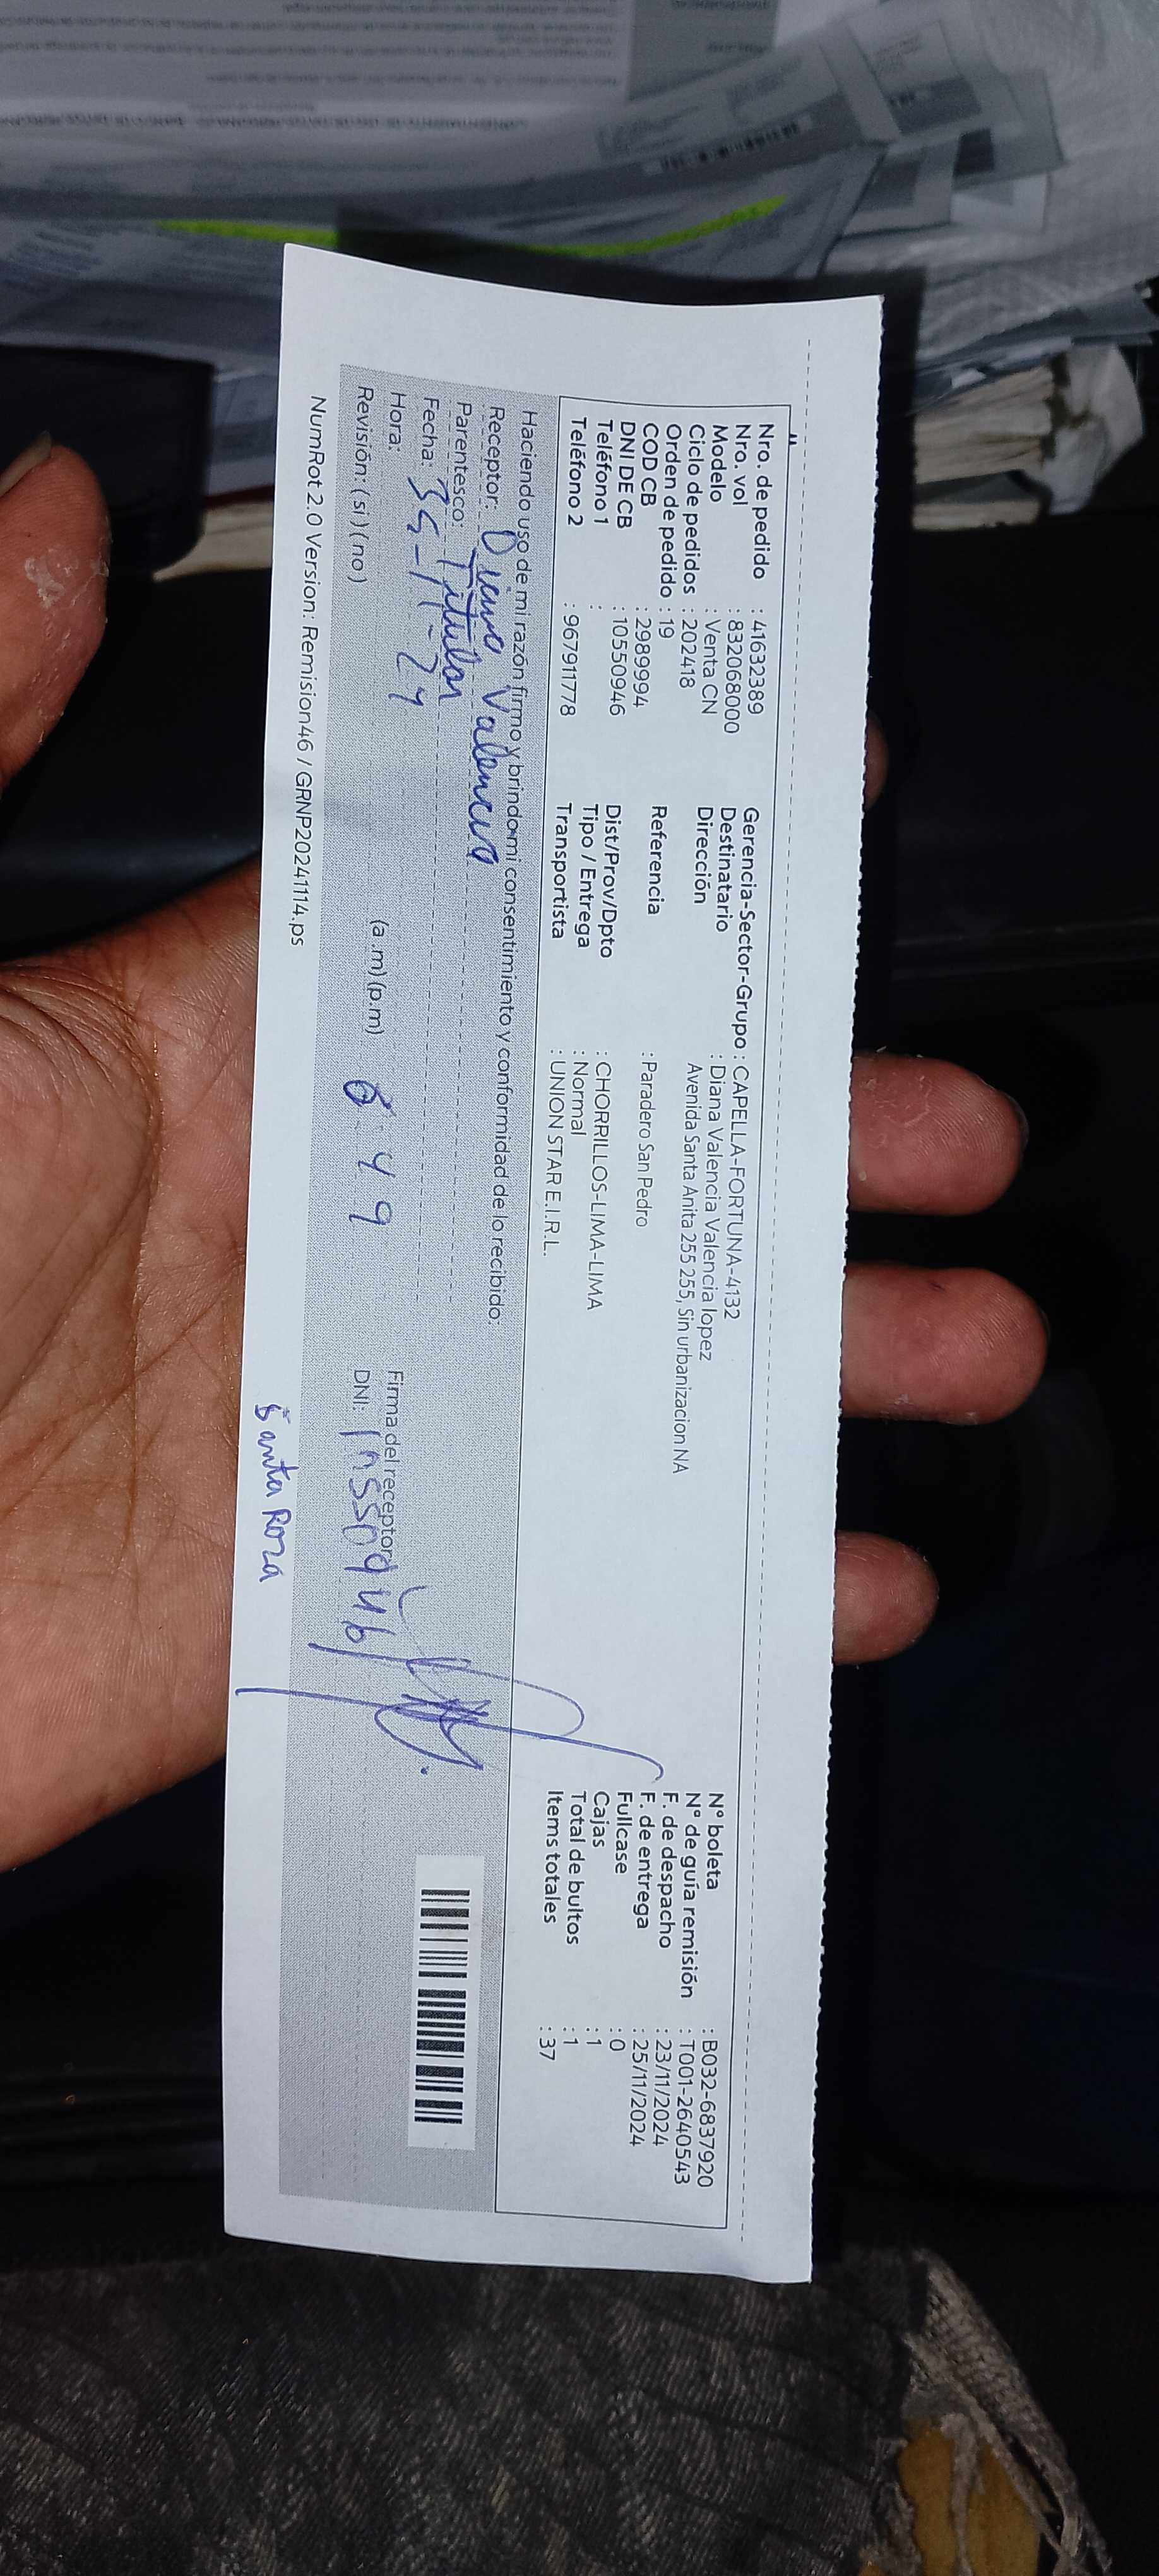 Nro. de pedido : 41632389
Nro. vol : 832068000
Modelo : Venta CN
Ciclo de pedidos : 202418
Orden de pedido : 19
COD CB : 2989994
DNI DE CB : 10550946
Teléfono 1 :
Teléfono 2 : 967911778
Gerencia-Sector-Grupo : CAPELLA-FORTUNA-4132
Destinatario : Diana Valencia Valencia lopez
Dirección Avenida Santa Anita 255 255, Sin urbanizacion NA
Referencia : Paradero San Pedro
Dist/Prov/Dpto : CHORRILLOS-LIMA-LIMA
Tipo / Entrega : Normal
Transportista : UNION STAR E.I.R.L.
N° boleta : B032-6837920
N° de guía remisión : T001-2640543
F. de despacho : 23/11/2024
F. de entrega : 25/11/2024
Fullcase : 0
Cajas : 1
Total de bultos : 1
Items totales : 37
Haciendo uso de mi razón firmo y brindo mi consentimiento y conformidad de lo recibido:
Receptor: Diana Valencia
Parentesco: Titular
Fecha:
Hora: (a.m) (p.m)
Firma del receptor
Revisión: (si) (no)
DNI: 10550946
NumRot 2.0 Version: Remision46 / GRNP20241114.ps
Santa Roza